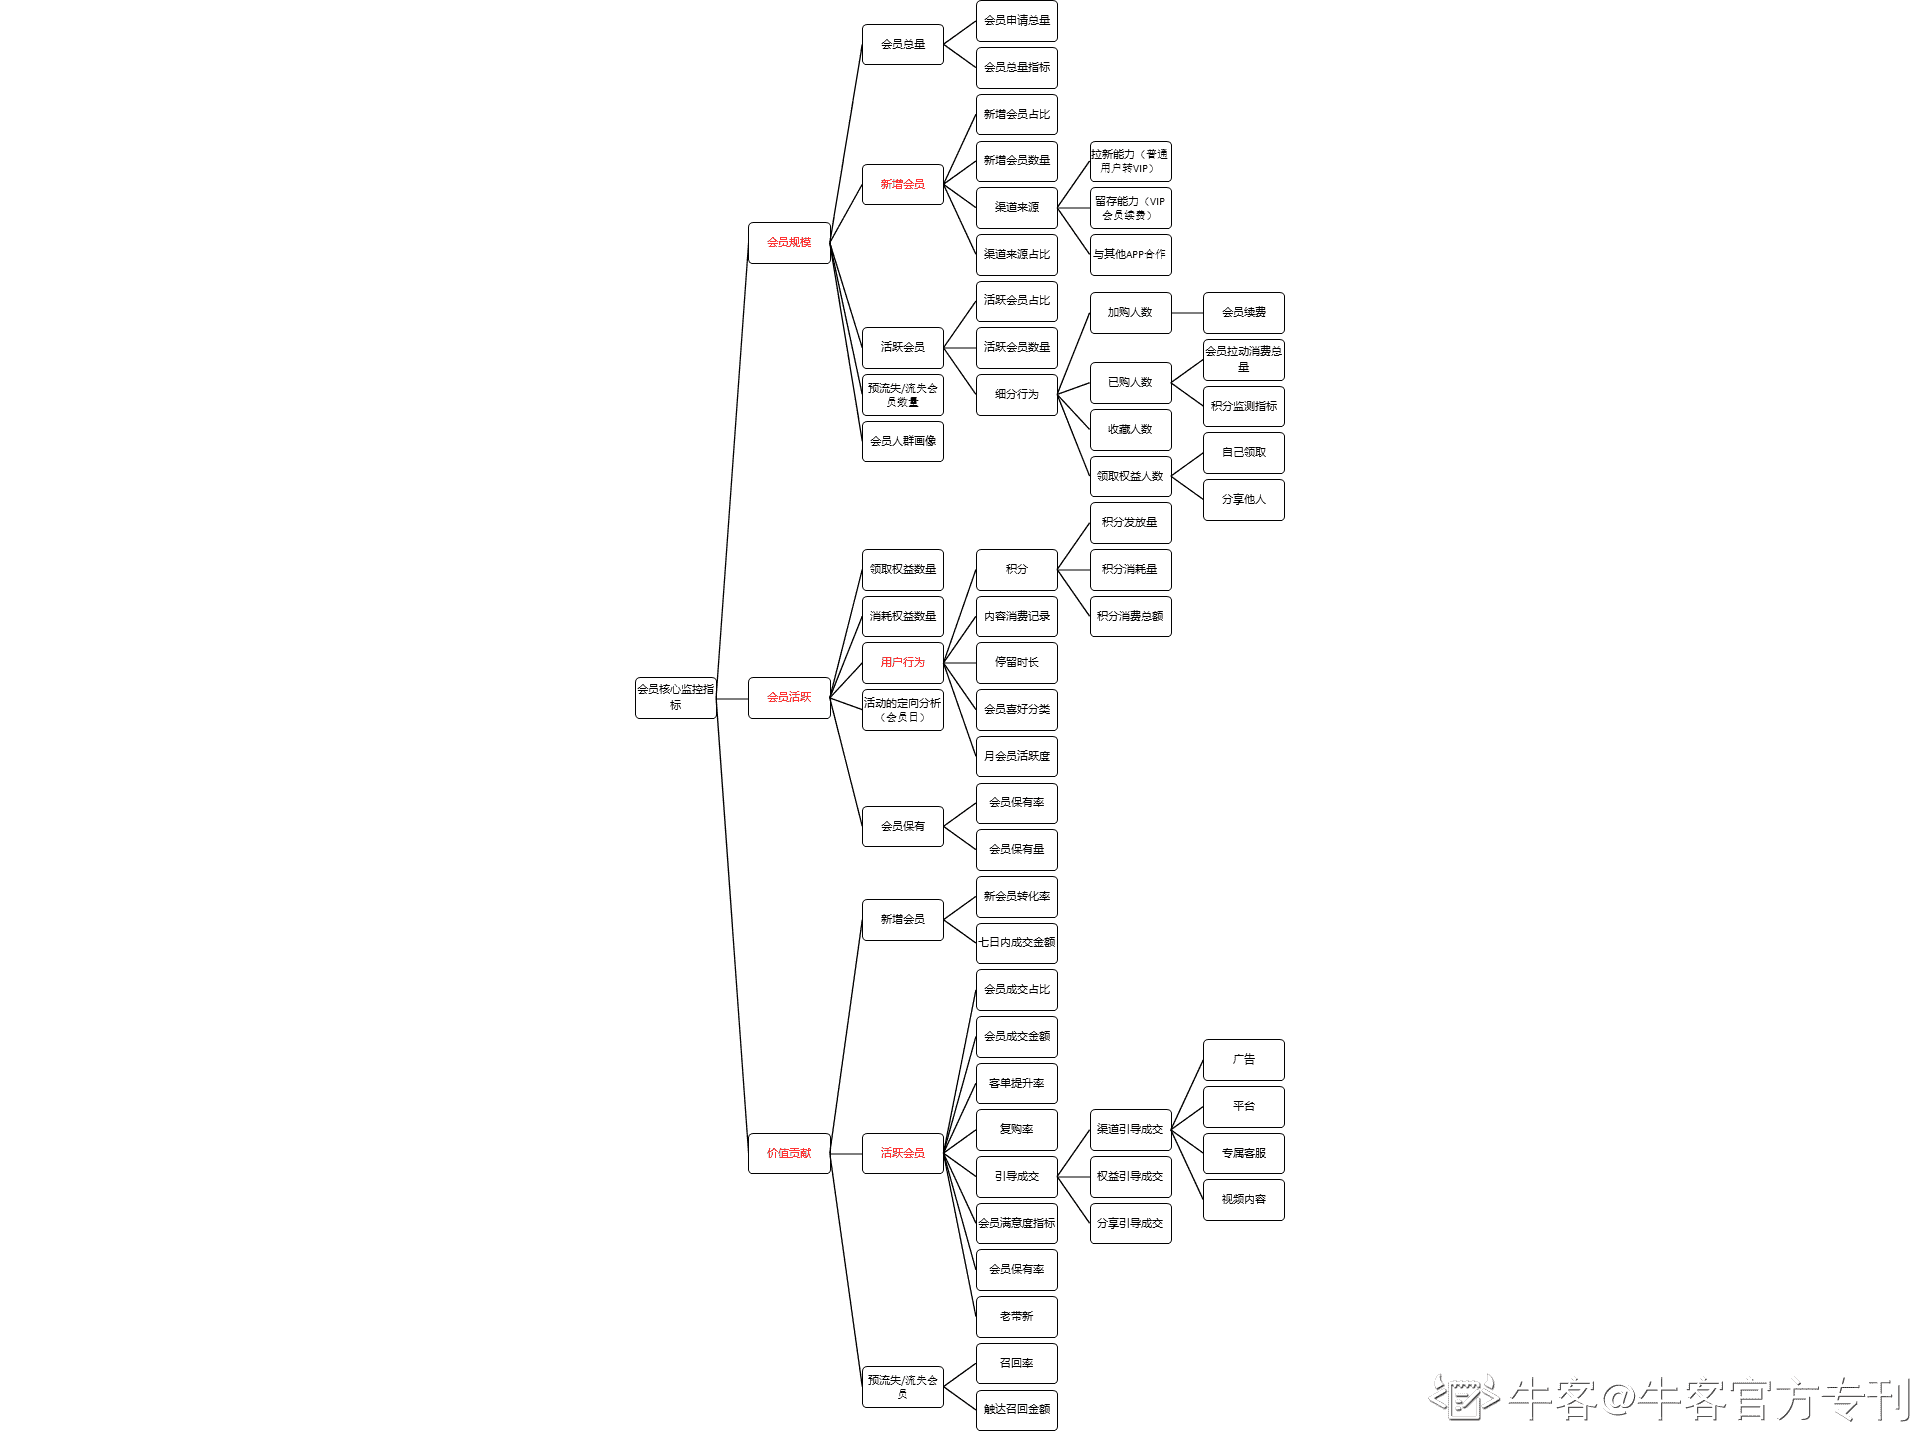 会员申请总量
会员总量
会员总量指标
新增会员占比
新增会员数量
拉新能力（普通
用户转VIP）
新增会员
渠道来源
留存能力（VIP
会员续费）
会员规模
渠道来源占比
与其他APP合作
活跃会员占比
加购人数
会员续费
活跃会员
活跃会员数量
会员拉动消费总
量
预流失/流失会
员数量
细分行为
已购人数
积分监测指标
会员人群画像
收藏人数
自己领取
领取权益人数
分享他人
积分发放量
领取权益数量
积分
积分消耗量
消耗权益数量
内容消费记录
积分消费总额
用户行为
停留时长
会员核心监控指
标
会员活跃
活动的定向分析
（会员日）
会员喜好分类
月会员活跃度
会员保有率
会员保有
会员保有量
新会员转化率
新增会员
七日内成交金额
会员成交占比
会员成交金额
广告
客单提升率
平台
复购率
渠道引导成交
价值贡献
活跃会员
专属客服
引导成交
权益引导成交
视频内容
会员满意度指标
分享引导成交
会员保有率
老带新
召回率
预流失/流失会
员
触达召回金额
牛客@牛客官方专刊